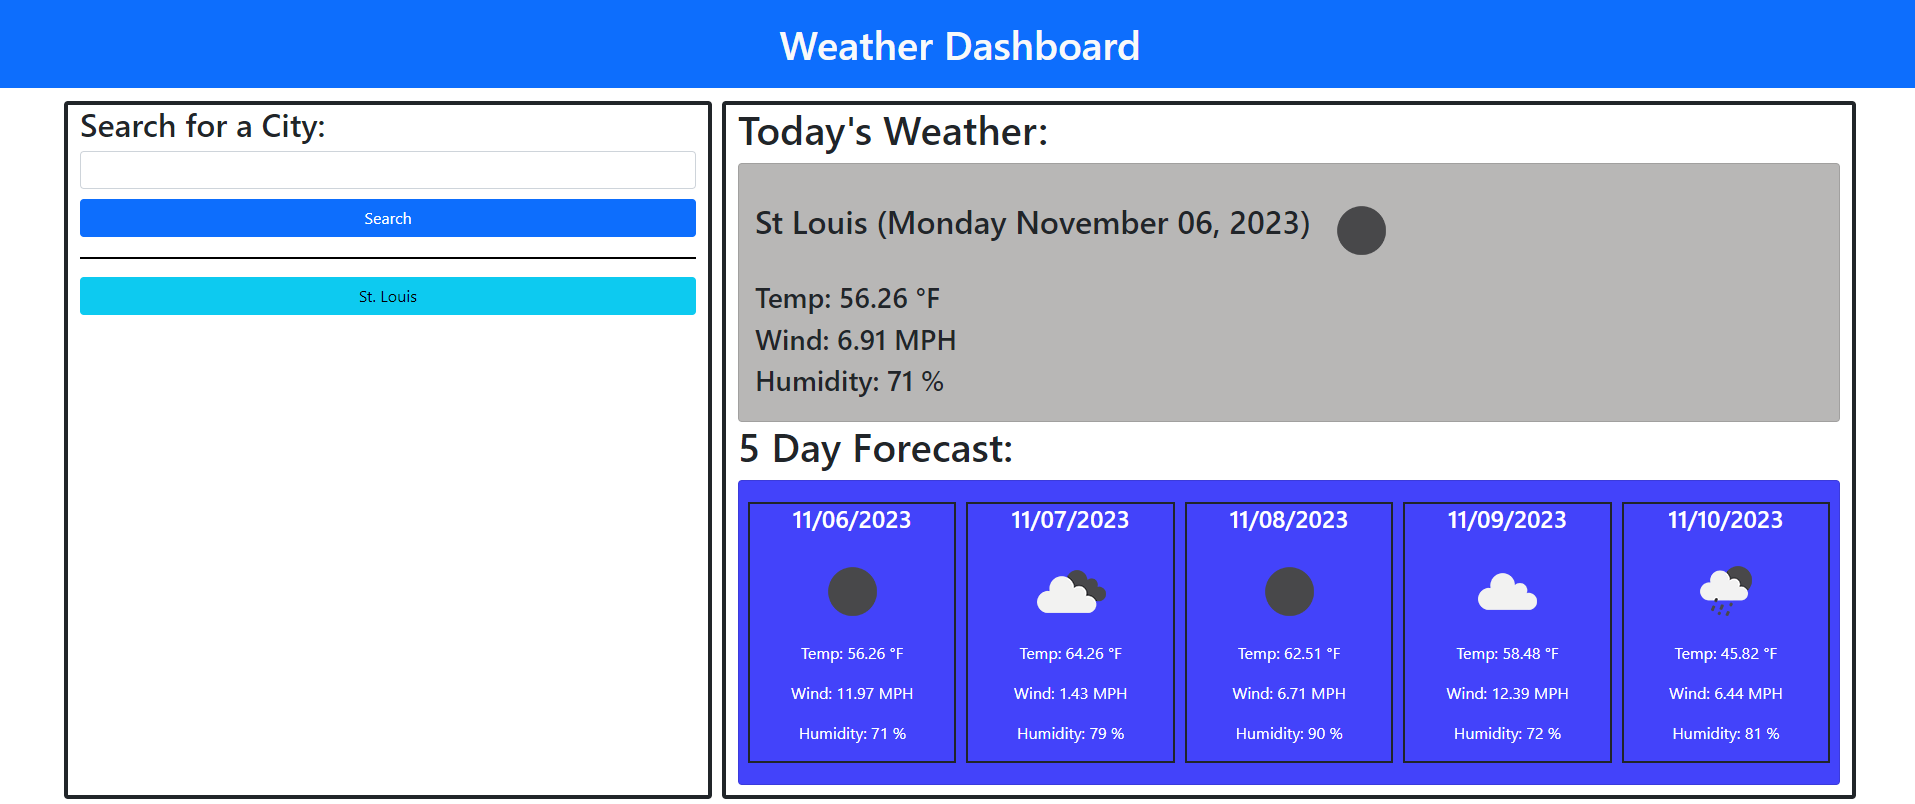 Weather Dashboard
Search for a City:
Search
St. Louis
Today's Weather:
St Louis (Monday November 06, 2023)
Temp: 56.26 °F
Wind: 6.91 MPH
Humidity: 71 %
5 Day Forecast:
11/06/2023
Temp: 56.26 °F
Wind: 11.97 MPH
Humidity: 71 %
11/07/2023
Temp: 64.26 °F
Wind: 1.43 MPH
Humidity: 79 %
11/08/2023
Temp: 62.51 °F
Wind: 6.71 MPH
Humidity: 90 %
11/09/2023
Temp: 58.48 °F
Wind: 12.39 MPH
Humidity: 72 %
11/10/2023
Temp: 45.82 °F
Wind: 6.44 MPH
Humidity: 81 %